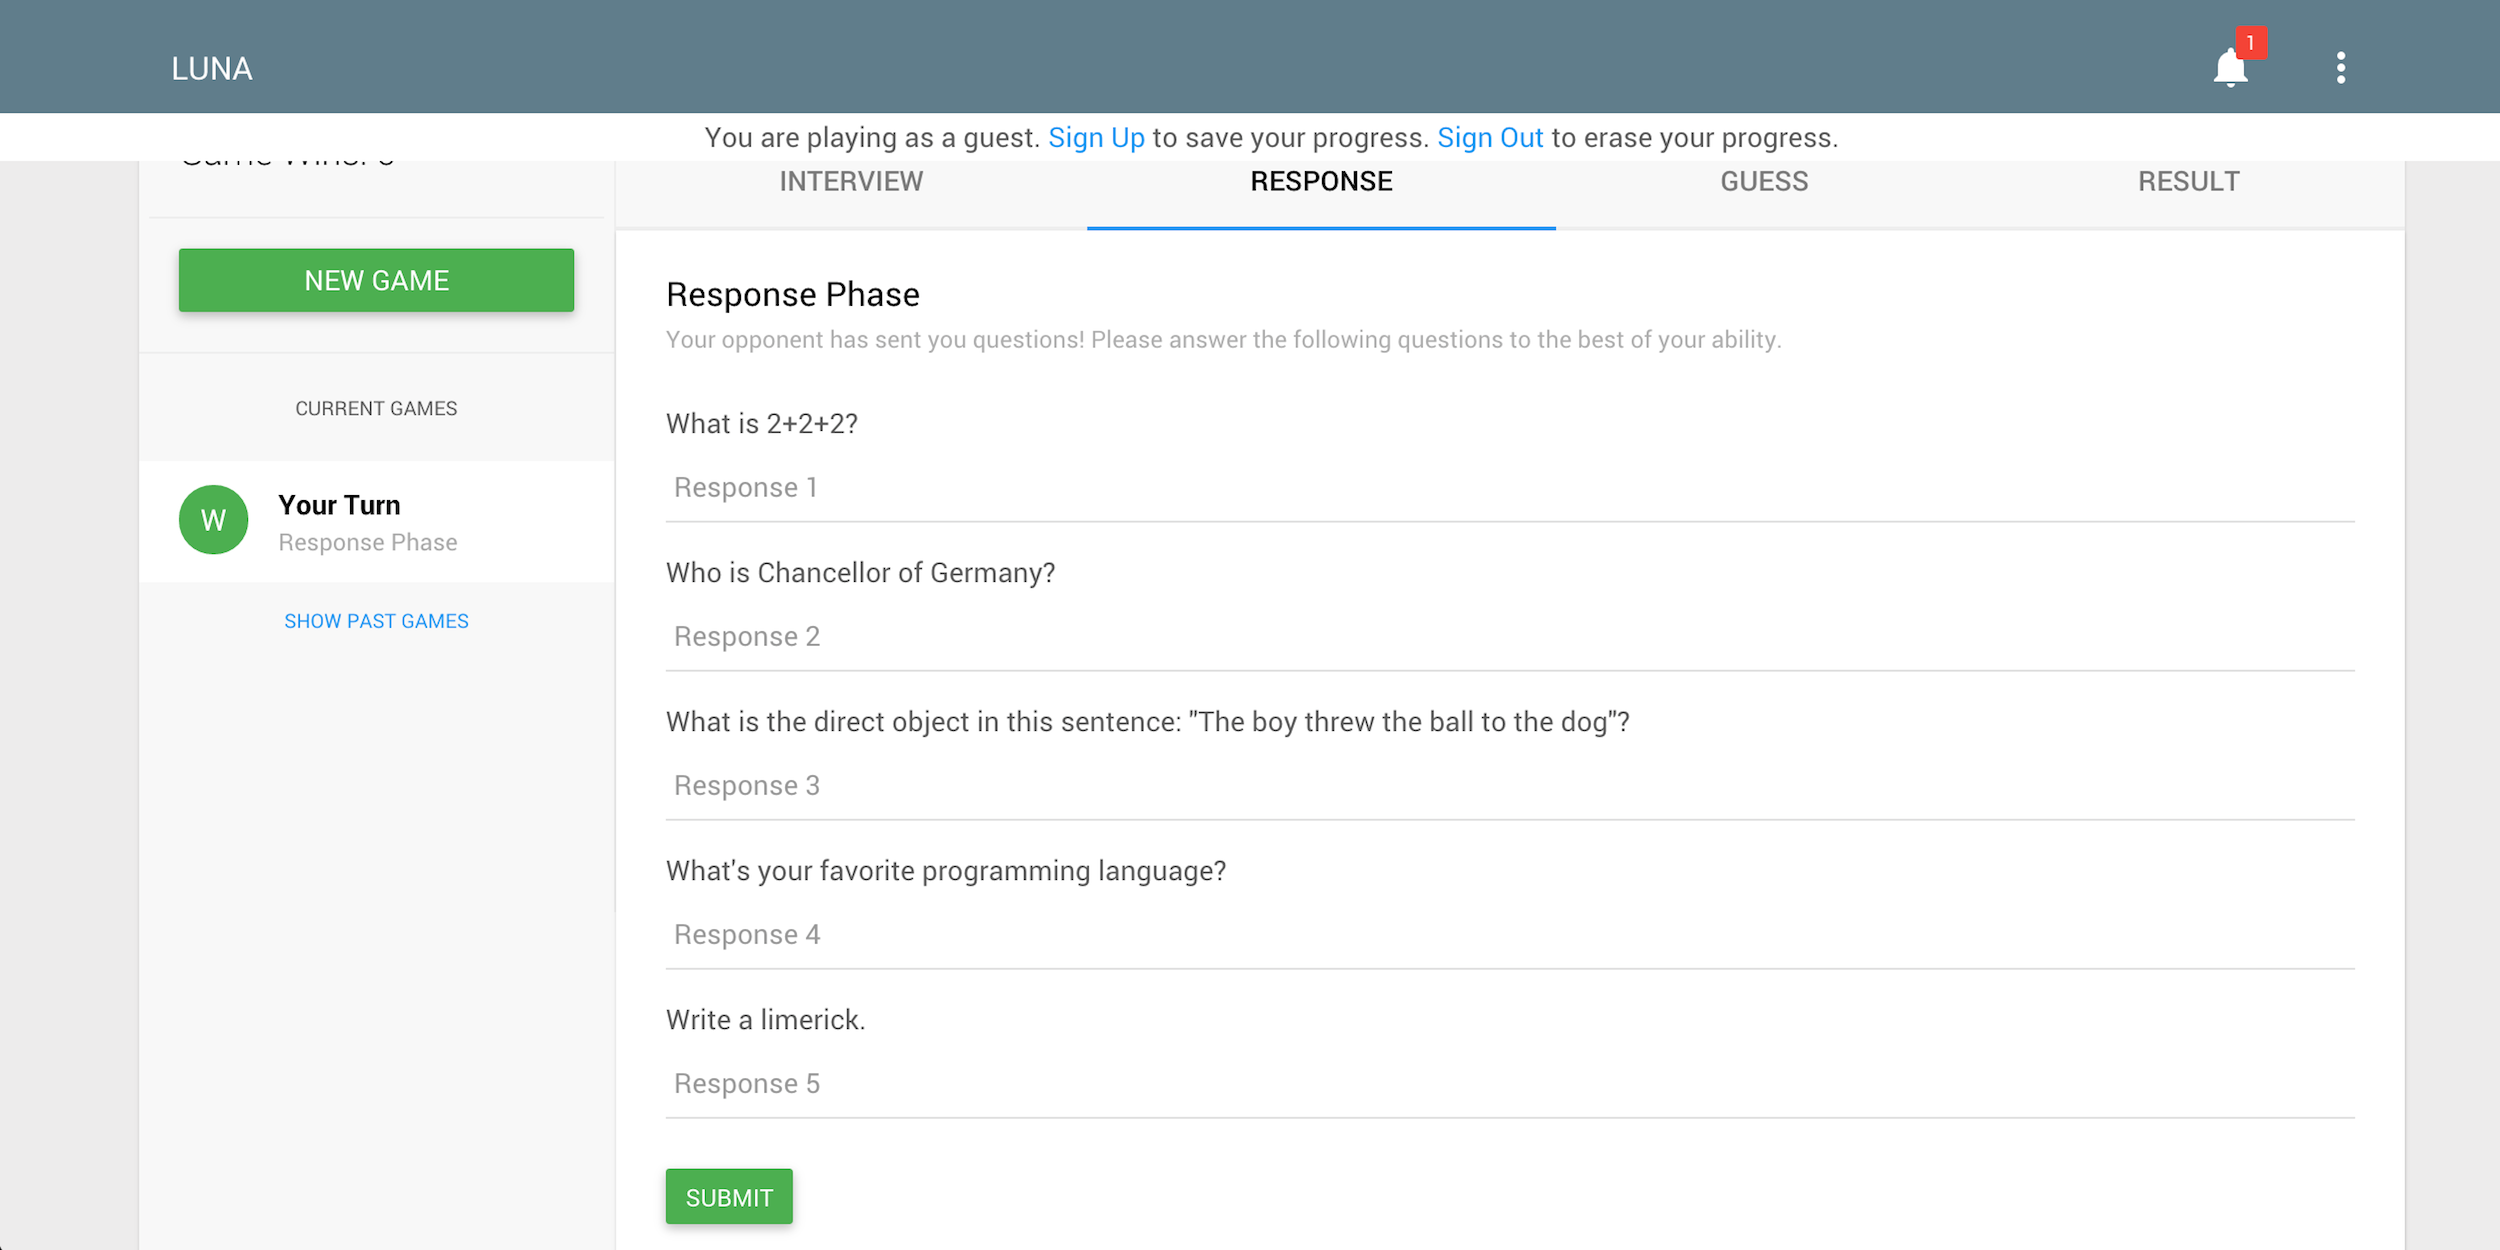 LUNA
1
You are playing as a guest. Sign Up to save your progress. Sign Out to erase your progress.
INTERVIEW
RESPONSE
GUESS
RESULT
NEW GAME
CURRENT GAMES
W
Your Turn
Response Phase
SHOW PAST GAMES
Response Phase
Your opponent has sent you questions! Please answer the following questions to the best of your ability.
What is 2+2+2?
Response 1
Who is Chancellor of Germany?
Response 2
What is the direct object in this sentence: "The boy threw the ball to the dog"?
Response 3
What's your favorite programming language?
Response 4
Write a limerick.
Response 5
SUBMIT